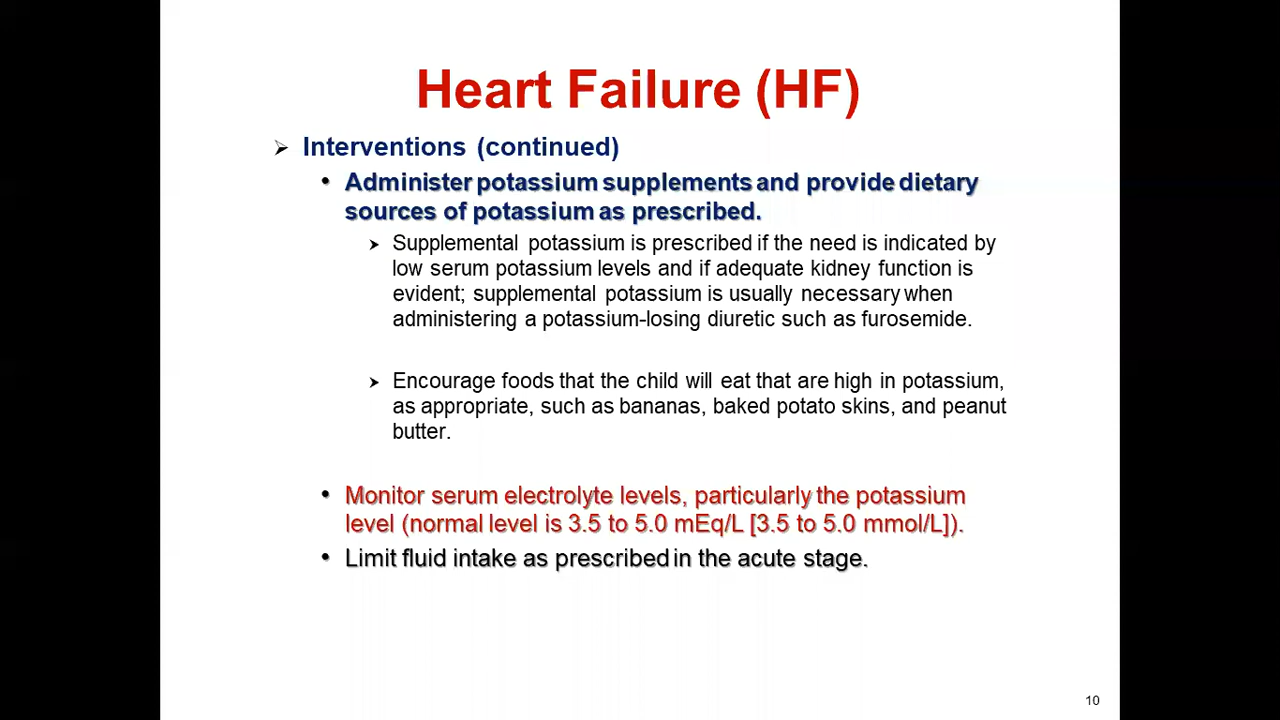 Heart Failure (HF)
Interventions (continued)
Administer potassium supplements and provide dietary
sources of potassium as prescribed.
Supplemental potassium is prescribed if the need is indicated by
low serum potassium levels and if adequate kidney function is
evident; supplemental potassium is usually necessary when
administering a potassium-losing diuretic such as furosemide.
Encourage foods that the child will eat that are high in potassium,
as appropriate, such as bananas, baked potato skins, and peanut
butter.
Monitor serum electrolyte levels, particularly the potassium
level (normal level is 3.5 to 5.0 mEq/L [3.5 to 5.0 mmol/L]).
Limit fluid intake as prescribed in the acute stage.
10